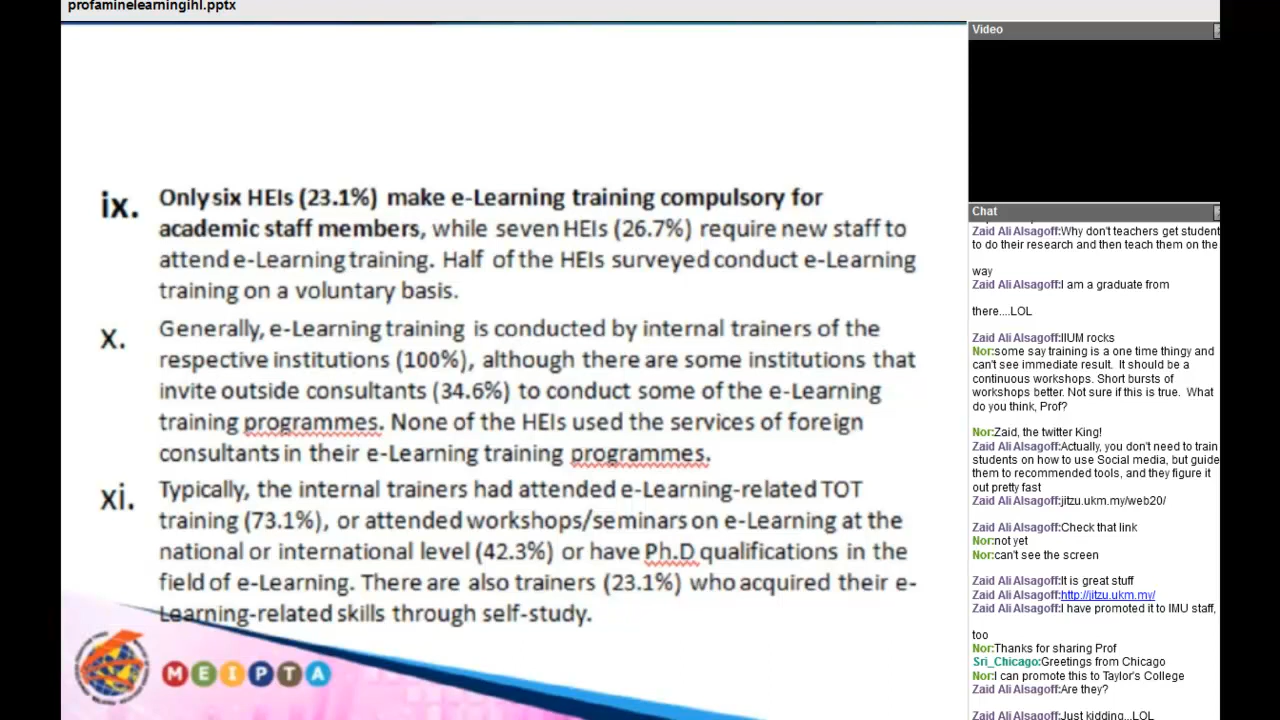 profaminelearningihl.pptx
ix. Only six HEIs (23.1%) make e-Learning training compulsory for
academic staff members, while seven HEIs (26.7%) require new staff to
attend e-Learning training. Half of the HEIs surveyed conduct e-Learning
training on a voluntary basis.
x. Generally, e-Learning training is conducted by internal trainers of the
respective institutions (100%), although there are some institutions that
invite outside consultants (34.6%) to conduct some of the e-Learning
training programmes. None of the HEIs used the services of foreign
consultants in their e-Learning training programmes.
xi. Typically, the internal trainers had attended e-Learning-related TOT
training (73.1%), or attended workshops/seminars on e-Learning at the
national or international level (42.3%) or have Ph.D qualifications in the
field of e-Learning. There are also trainers (23.1%) who acquired their e-
Learning-related skills through self-study.
MEIPTA
Video
Chat
Zaid Ali Alsagoff:Why don't teachers get student
to do their research and then teach them on the
way
Zaid Ali Alsagoff:I am a graduate from
there....LOL
Zaid Ali Alsagoff:IIUM rocks
Nor:some say training is a one time thingy and
can't see immediate result. It should be a
continuous workshops. Short bursts of
workshops better. Not sure if this is true. What
do you think, Prof?
Nor:Zaid, the twitter King!
Zaid Ali Alsagoff:Actually, you don't need to train
students on how to use Social media, but guide
them to recommended tools, and they figure it
out pretty fast
Zaid Ali Alsagoff:jitzu.ukm.my/web20/
Zaid Ali Alsagoff:Check that link
Nor:not yet
Nor:can't see the screen
Zaid Ali Alsagoff:It is great stuff
Zaid Ali Alsagoff:http://jitzu.ukm.my/
Zaid Ali Alsagoff:I have promoted it to IMU staff,
too
Nor:Thanks for sharing Prof
Sri_Chicago:Greetings from Chicago
Nor:I can promote this to Taylor's College
Zaid Ali Alsagoff:Are they?
Zaid Ali Alsagoff:Just kidding...LOL